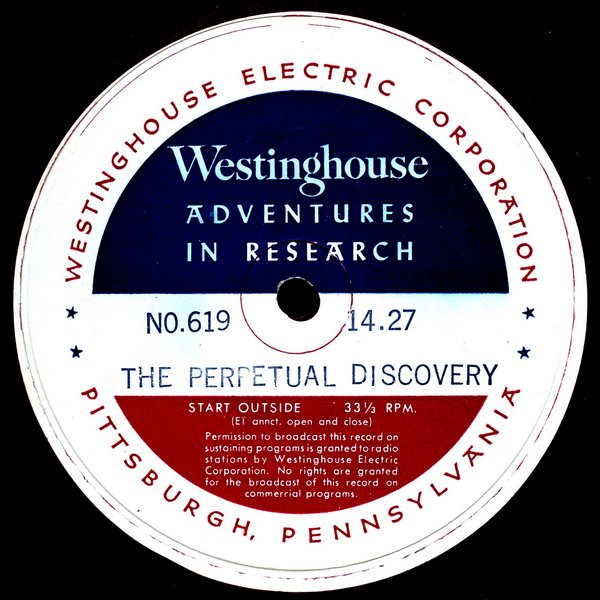 WESTINGHOUSE ELECTRIC CORPORATION
Westinghouse
ADVENTURES
IN RESEARCH
NO.619 14.27
THE PERPETUAL DISCOVERY
START OUTSIDE 33 1/3 RPM.
(ET annct. open and close)
Permission to broadcast this record on
sustaining programs is granted to radio
stations by Westinghouse Electric
Corporation. No rights are granted
for the broadcast of this record on
commercial programs.
PITTSBURGH, PENNSYLVANIA